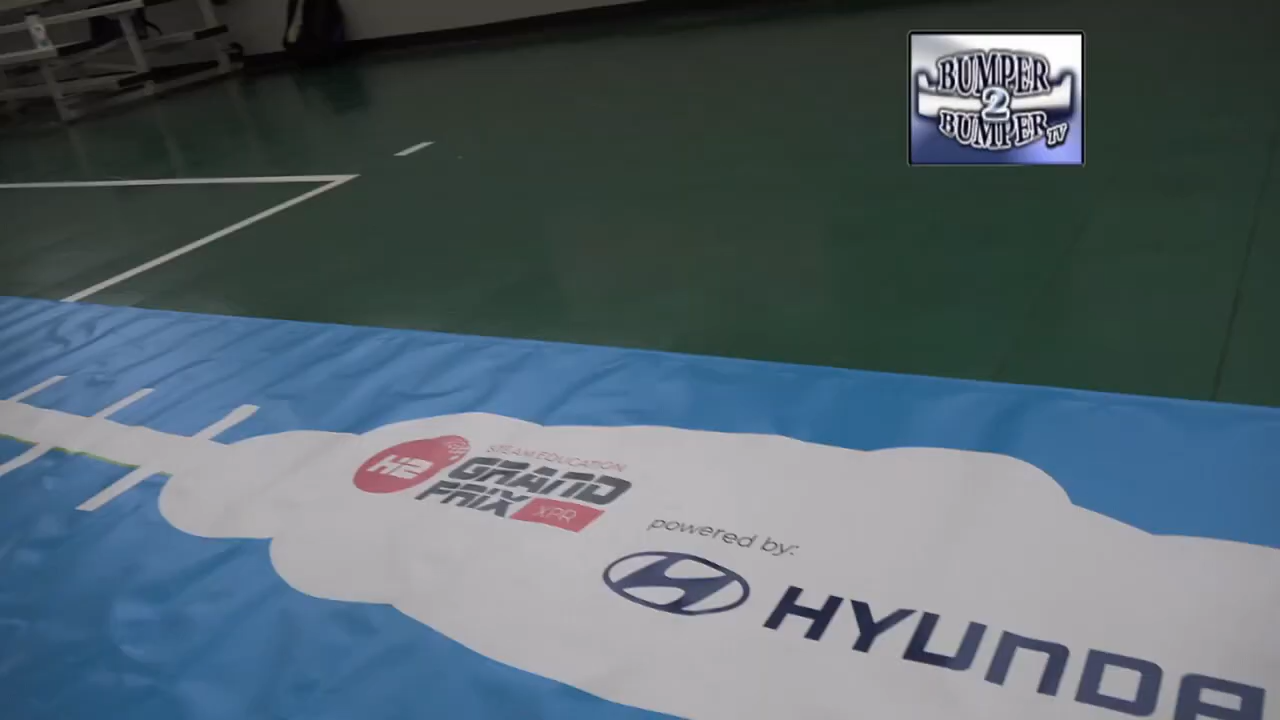 BUMPER
2
BUMPER TV
H2
STEAM EDUCATION
GRAND
PRIX
XPR
powered by:
HYUNDA